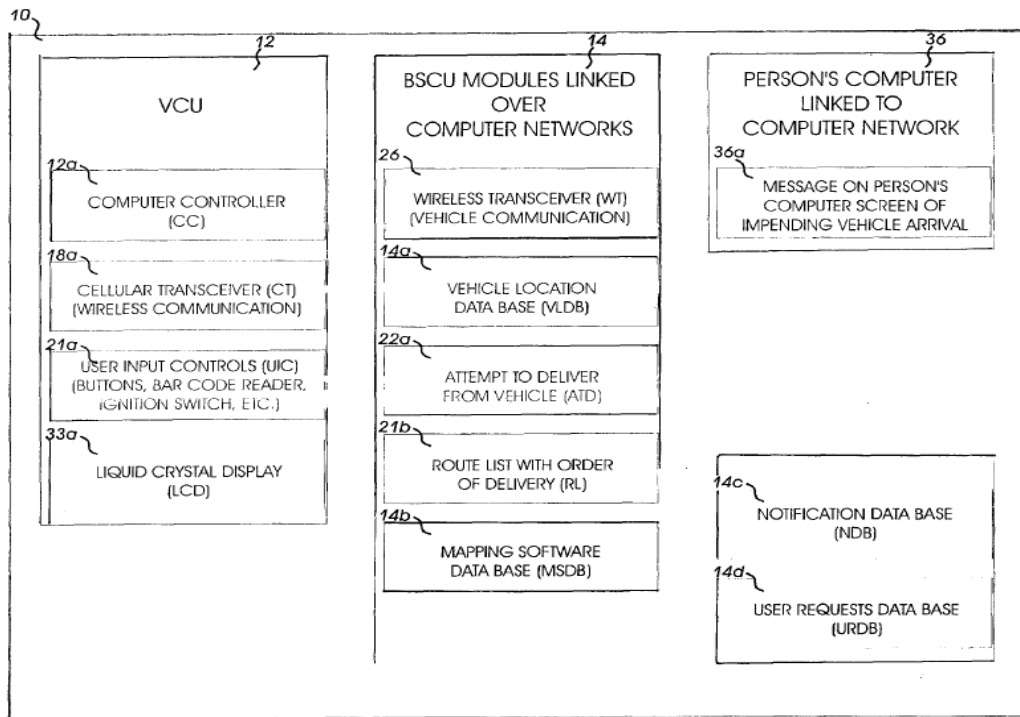 10
12
VCU
12a
COMPUTER CONTROLLER
(CC)
18a
CELLULAR TRANSCEIVER (CT)
(WIRELESS COMMUNICATION)
21a
USER INPUT CONTROLS (UIC)
(BUTTONS, BAR CODE READER,
IGNITION SWITCH, ETC.)
33a
LIQUID CRYSTAL DISPLAY
(LCD)
14
BSCU MODULES LINKED
OVER
COMPUTER NETWORKS
26
WIRELESS TRANSCEIVER (WT)
(VEHICLE COMMUNICATION)
14a
VEHICLE LOCATION
DATA BASE (VLDB)
22a
ATTEMPT TO DELIVER
FROM VEHICLE (ATD)
21b
ROUTE LIST WITH ORDER
OF DELIVERY (RL)
14b
MAPPING SOFTWARE
DATA BASE (MSDB)
36
PERSON'S COMPUTER
LINKED TO
COMPUTER NETWORK
36a
MESSAGE ON PERSON'S
COMPUTER SCREEN OF
IMPENDING VEHICLE ARRIVAL
14c
NOTIFICATION DATA BASE
(NDB)
14d
USER REQUESTS DATA BASE
(URDB)